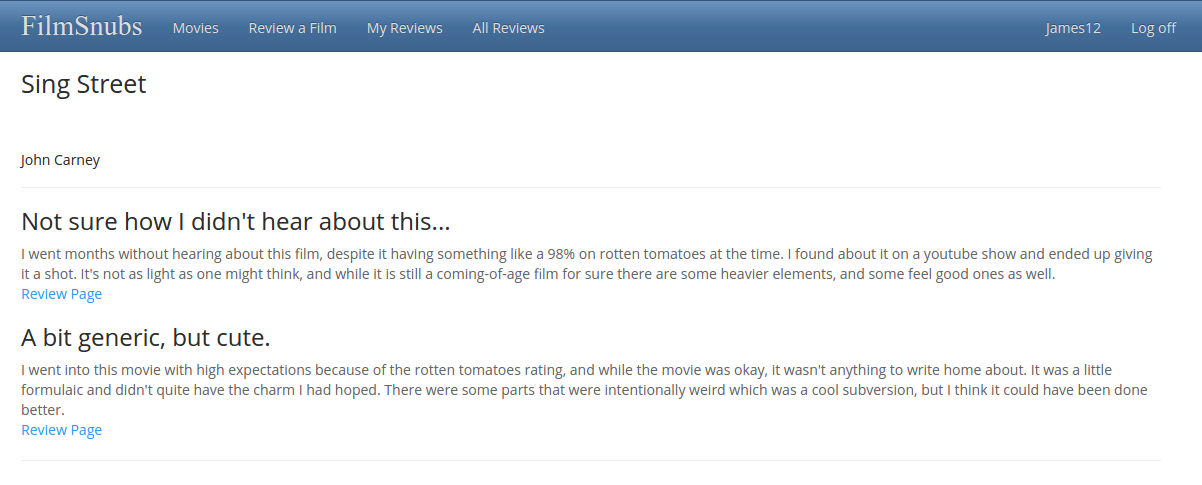 FilmSnubs Movies Review a Film My Reviews All Reviews James12 Log off
Sing Street
John Carney
Not sure how I didn't hear about this...
I went months without hearing about this film, despite it having something like a 98% on rotten tomatoes at the time. I found about it on a youtube show and ended up giving
it a shot. It's not as light as one might think, and while it is still a coming-of-age film for sure there are some heavier elements, and some feel good ones as well.
Review Page
A bit generic, but cute.
I went into this movie with high expectations because of the rotten tomatoes rating, and while the movie was okay, it wasn't anything to write home about. It was a little
formulaic and didn't quite have the charm I had hoped. There were some parts that were intentionally weird which was a cool subversion, but I think it could have been done
better.
Review Page